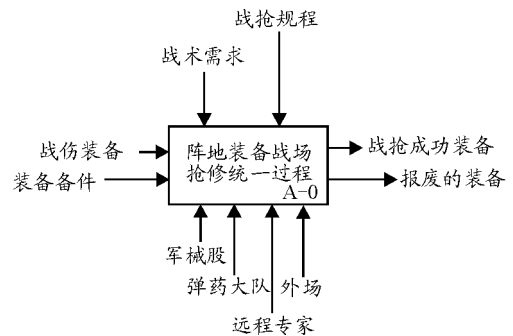 战抢规程
战术需求
战伤装备
装备备件
阵地装备战场
抢修统一过程
A-0
战抢成功装备
报废的装备
军械股
弹药大队
外场
远程专家